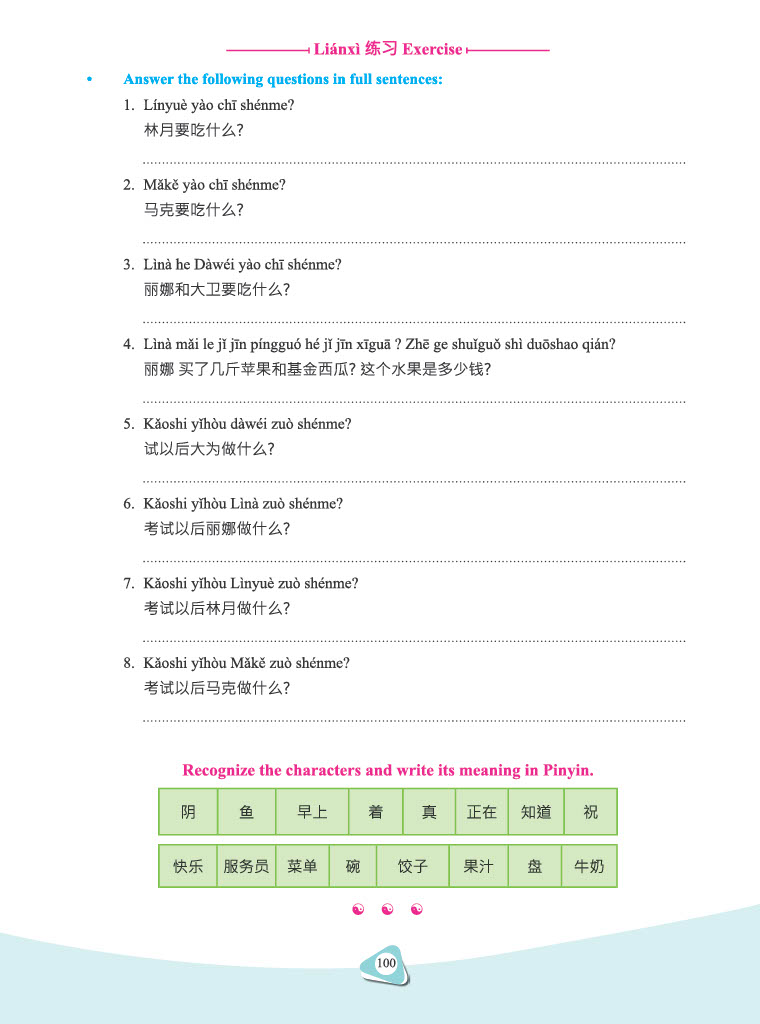 Liánxì 练习 Exercise
• Answer the following questions in full sentences:
1. Línyuè yào chī shénme?
林月要吃什么?
2. Mǎkě yào chī shénme?
马克要吃什么?
3. Lìnà he Dàwéi yào chī shénme?
丽娜和大卫要吃什么?
4. Lìnà mǎi le jǐ jīn píngguó hé jǐ jīn xīguā ? Zhē ge shuǐguǒ shì duōshao qián?
丽娜 买了几斤苹果和基金西瓜? 这个水果是多少钱?
5. Kǎoshi yǐhòu dàwéi zuò shénme?
试以后大为做什么?
6. Kǎoshi yǐhòu Lìnà zuò shénme?
考试以后丽娜做什么?
7. Kǎoshi yǐhòu Lìnyuè zuò shénme?
考试以后林月做什么?
8. Kǎoshi yǐhòu Mǎkě zuò shénme?
考试以后马克做什么?
Recognize the characters and write its meaning in Pinyin.
阴 鱼 早上 着 真 正在 知道 祝
快乐 服务员 菜单 碗 饺子 果汁 盘 牛奶
100